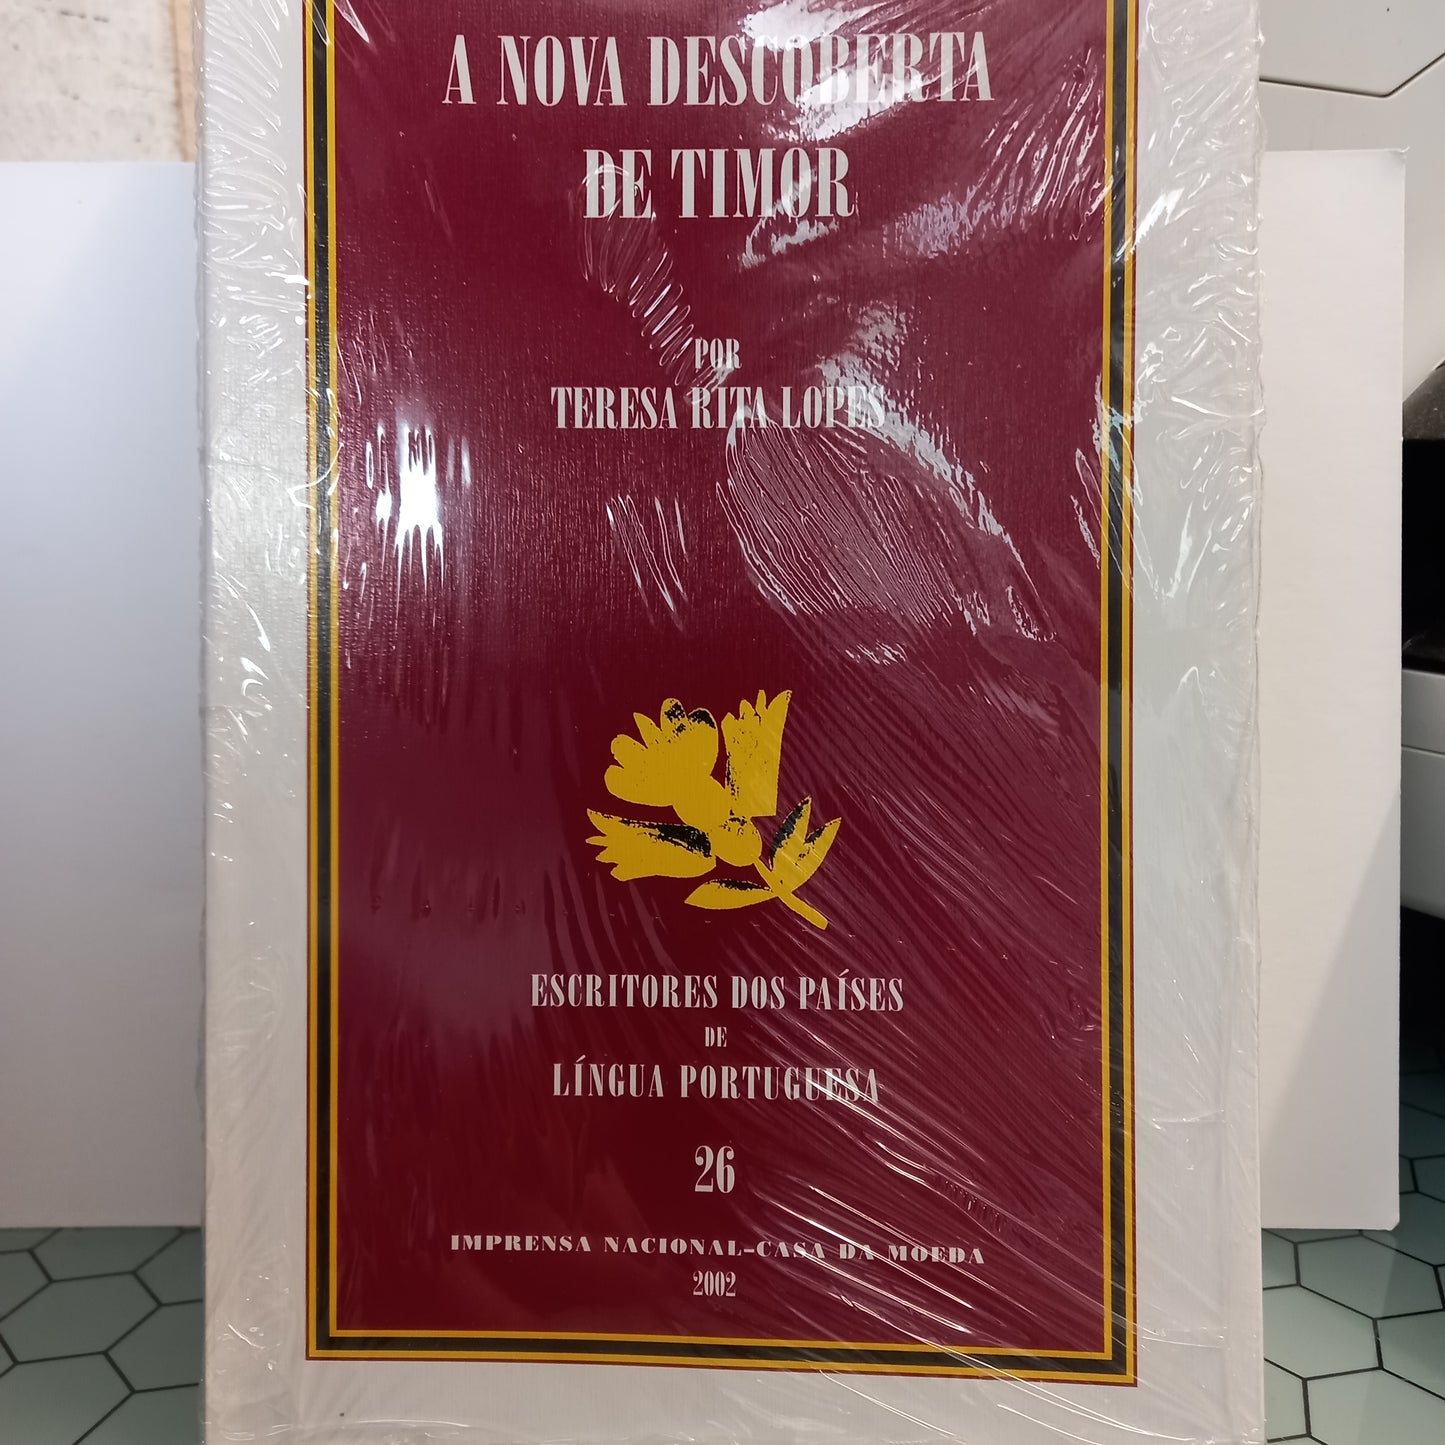 A NOVA DESCOBERTA
DE TIMOR
POR
TERESA RITA LOPES
ESCRITORES DOS PAÍSES
DE
LÍNGUA PORTUGUESA
26
IMPRENSA NACIONAL-CASA DA MOEDA
2002